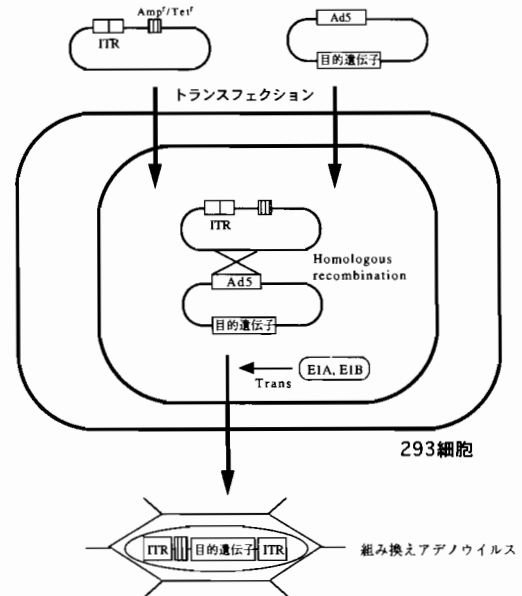 Ampʳ/Tetʳ
ITR
Ad5
目的遺伝子
トランスフェクション
ITR
Homologous
recombination
Ad5
目的遺伝子
E1A, E1B
Trans
293細胞
ITR 目的遺伝子 ITR
組み換えアデノウイルス